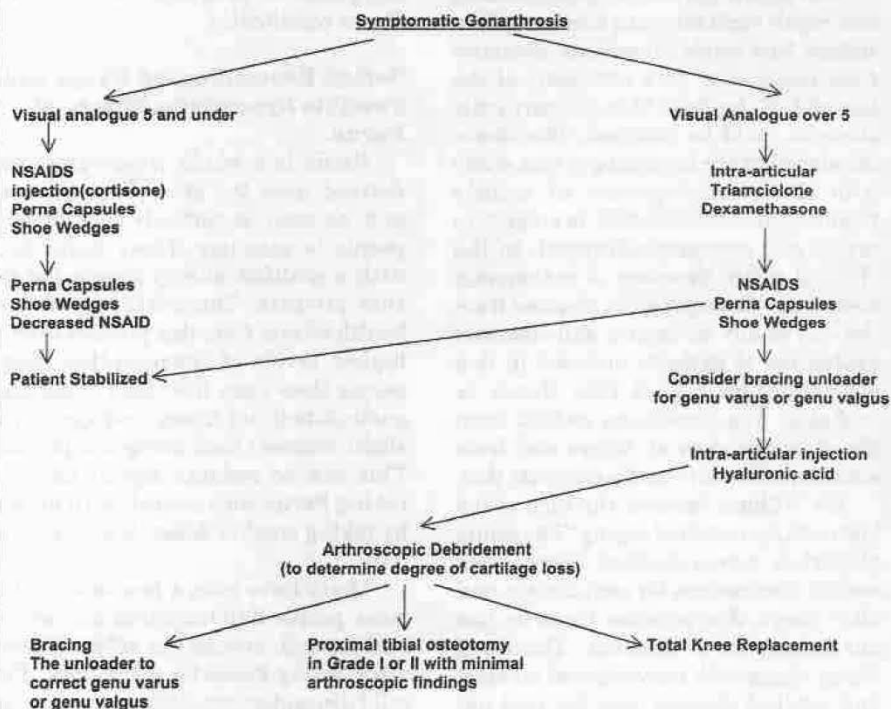 Symptomatic Gonarthrosis
Visual analogue 5 and under
Visual Analogue over 5
NSAIDS
injection(cortisone)
Perna Capsules
Shoe Wedges
Intra-articular
Triamciolone
Dexamethasone
Perna Capsules
Shoe Wedges
Decreased NSAID
NSAIDS
Perna Capsules
Shoe Wedges
Patient Stabilized
Consider bracing unloader
for genu varus or genu valgus
Intra-articular injection
Hyaluronic acid
Arthroscopic Debridement
(to determine degree of cartilage loss)
Bracing
The unloader to
correct genu varus
or genu valgus
Proximal tibial osteotomy
in Grade I or II with minimal
arthroscopic findings
Total Knee Replacement